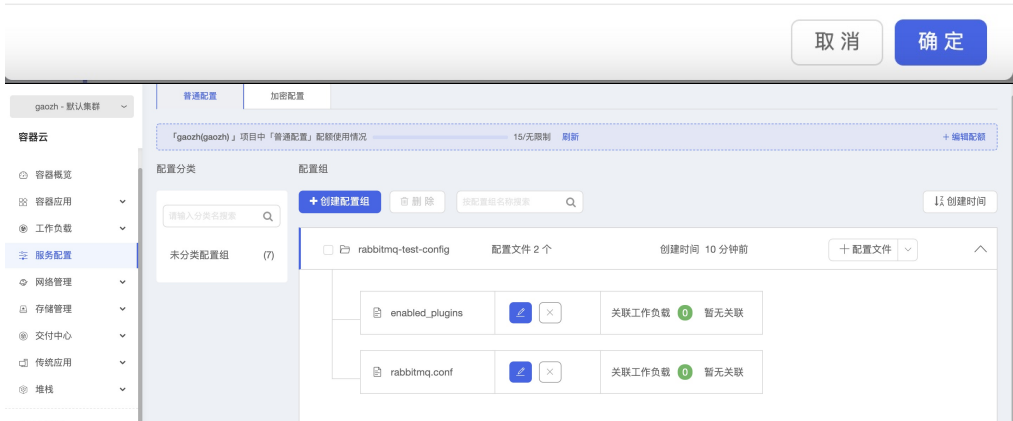 取 消 确 定
gaozh - 默认集群
容器云
容器概览
容器应用
工作负载
服务配置
网络管理
存储管理
交付中心
传统应用
堆栈
普通配置 加密配置
「gaozh(gaozh) 」项目中「普通配置」配额使用情况 15/无限制 刷新 + 编辑配额
配置分类 配置组
请输入分类名搜索
未分类配置组 (7)
+ 创建配置组 删 除 按配置组名称搜索 创建时间
rabbitmq-test-config 配置文件 2 个 创建时间 10 分钟前 + 配置文件
enabled_plugins 关联工作负载 0 暂无关联
rabbitmq.conf 关联工作负载 0 暂无关联